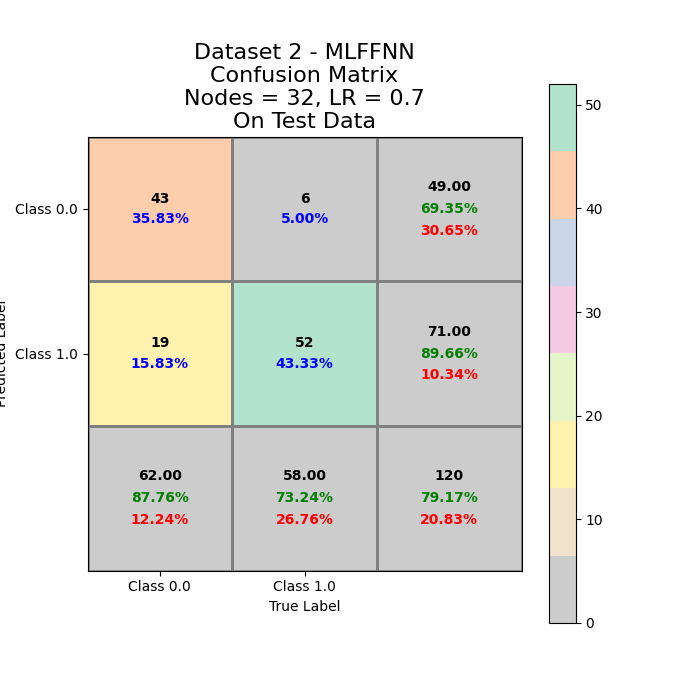 Dataset 2 - MLFFNN
Confusion Matrix
Nodes = 32, LR = 0.7
On Test Data
Class 0.0
43
35.83%
6
5.00%
49.00
69.35%
30.65%
Class 1.0
19
15.83%
52
43.33%
71.00
89.66%
10.34%
62.00
87.76%
12.24%
58.00
73.24%
26.76%
120
79.17%
20.83%
Class 0.0
Class 1.0
True Label
Predicted Label
50
40
30
20
10
0